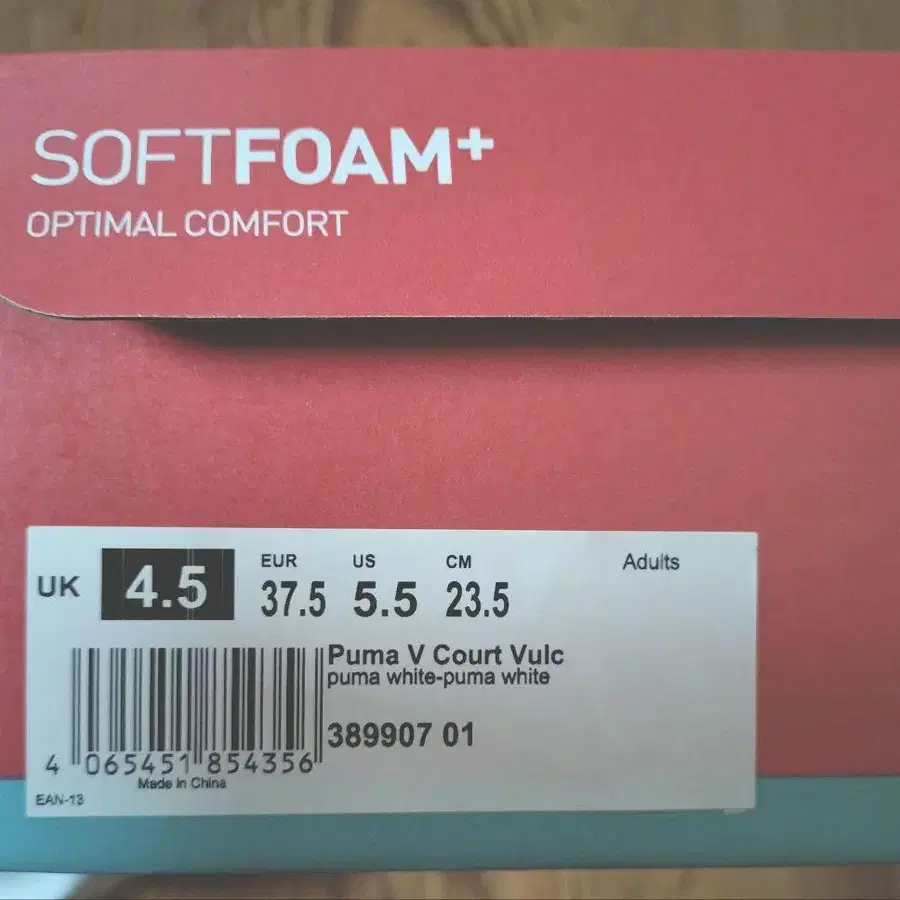 SOFTFOAM+
OPTIMAL COMFORT
UK 4.5 EUR 37.5 US 5.5 CM 23.5 Adults
Puma V Court Vulc
puma white-puma white
389907 01
4 065451 854356
Made in China
EAN-13